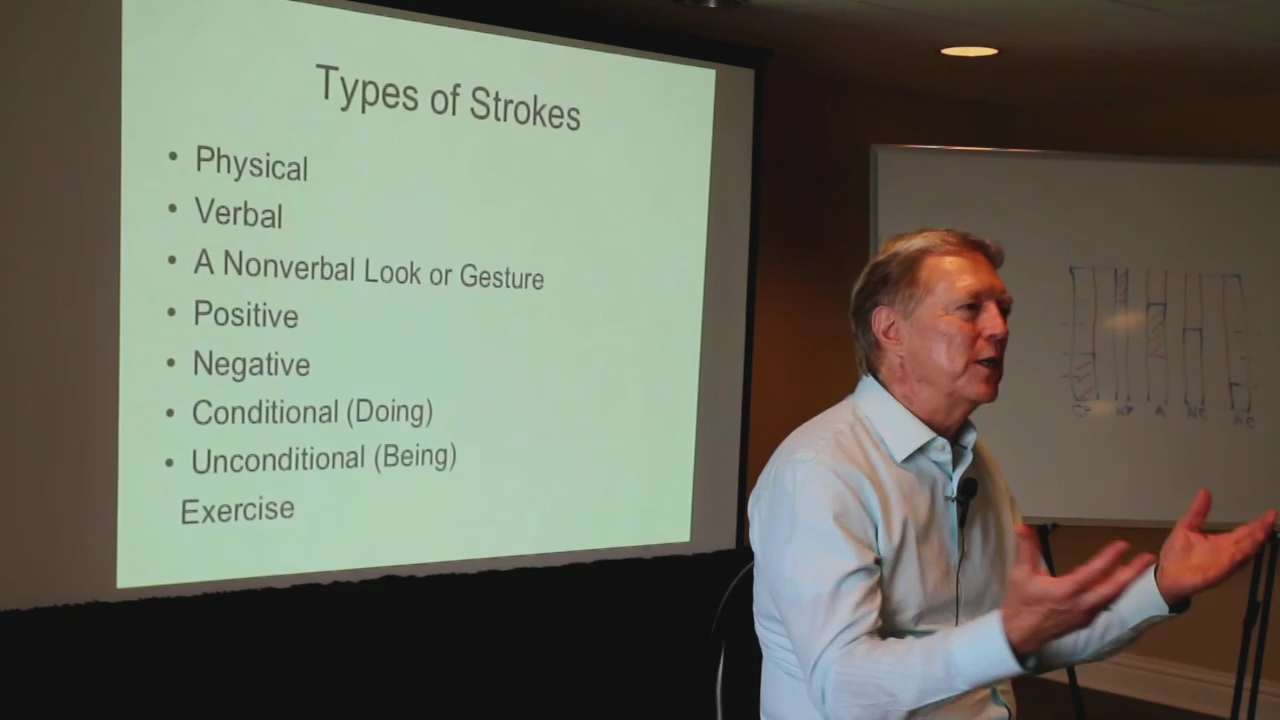 Types of Strokes
• Physical
• Verbal
• A Nonverbal Look or Gesture
• Positive
• Negative
• Conditional (Doing)
• Unconditional (Being)
Exercise
A